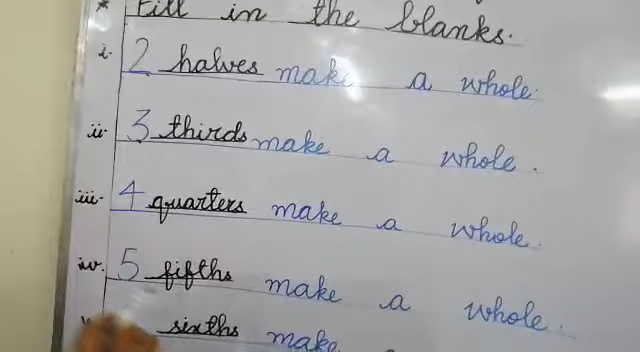 * Fill in the blanks.
i. 2 halves make a whole.
ii. 3 thirds make a whole.
iii. 4 quarters make a whole.
iv. 5 fifths make a whole.
sixths make